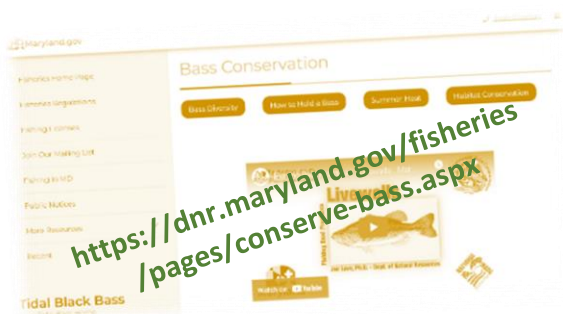 Maryland.gov
Fisheries Home Page
Fisheries Regulations
Fishing Licenses
Join Our Mailing List
Fishing in MD
Public Notices
More Resources
Recent
Tidal Black Bass
Bass Conservation
Bass Diversity
How to Hold a Bass
Summer Heat
Habitat Conservation
Livewells
Watch on YouTube
https://dnr.maryland.gov/fisheries
/pages/conserve-bass.aspx